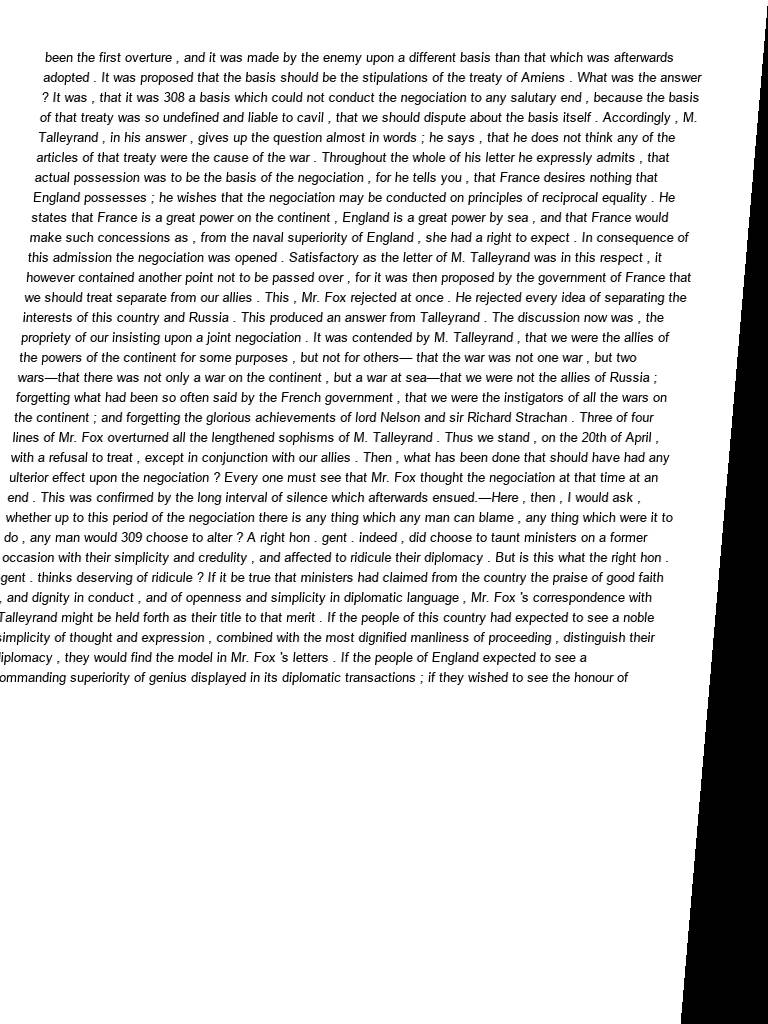 been the first overture , and it was made by the enemy upon a different basis than that which was afterwards
adopted . It was proposed that the basis should be the stipulations of the treaty of Amiens . What was the answer
? It was , that it was 308 a basis which could not conduct the negociation to any salutary end , because the basis
of that treaty was so undefined and liable to cavil , that we should dispute about the basis itself . Accordingly , M.
Talleyrand , in his answer , gives up the question almost in words ; he says , that he does not think any of the
articles of that treaty were the cause of the war . Throughout the whole of his letter he expressly admits , that
actual possession was to be the basis of the negociation , for he tells you , that France desires nothing that
England possesses ; he wishes that the negociation may be conducted on principles of reciprocal equality . He
states that France is a great power on the continent , England is a great power by sea , and that France would
make such concessions as , from the naval superiority of England , she had a right to expect . In consequence of
this admission the negociation was opened . Satisfactory as the letter of M. Talleyrand was in this respect , it
however contained another point not to be passed over , for it was then proposed by the government of France that
we should treat separate from our allies . This , Mr. Fox rejected at once . He rejected every idea of separating the
interests of this country and Russia . This produced an answer from Talleyrand . The discussion now was , the
propriety of our insisting upon a joint negociation . It was contended by M. Talleyrand , that we were the allies of
the powers of the continent for some purposes , but not for others— that the war was not one war , but two
wars—that there was not only a war on the continent , but a war at sea—that we were not the allies of Russia ;
forgetting what had been so often said by the French government , that we were the instigators of all the wars on
the continent ; and forgetting the glorious achievements of lord Nelson and sir Richard Strachan . Three of four
lines of Mr. Fox overturned all the lengthened sophisms of M. Talleyrand . Thus we stand , on the 20th of April ,
with a refusal to treat , except in conjunction with our allies . Then , what has been done that should have had any
ulterior effect upon the negociation ? Every one must see that Mr. Fox thought the negociation at that time at an
end . This was confirmed by the long interval of silence which afterwards ensued.—Here , then , I would ask ,
whether up to this period of the negociation there is any thing which any man can blame , any thing which were it to
do , any man would 309 choose to alter ? A right hon . gent . indeed , did choose to taunt ministers on a former
occasion with their simplicity and credulity , and affected to ridicule their diplomacy . But is this what the right hon .
gent . thinks deserving of ridicule ? If it be true that ministers had claimed from the country the praise of good faith
, and dignity in conduct , and of openness and simplicity in diplomatic language , Mr. Fox 's correspondence with
Talleyrand might be held forth as their title to that merit . If the people of this country had expected to see a noble
simplicity of thought and expression , combined with the most dignified manliness of proceeding , distinguish their
iplomacy , they would find the model in Mr. Fox 's letters . If the people of England expected to see a
ommanding superiority of genius displayed in its diplomatic transactions ; if they wished to see the honour of